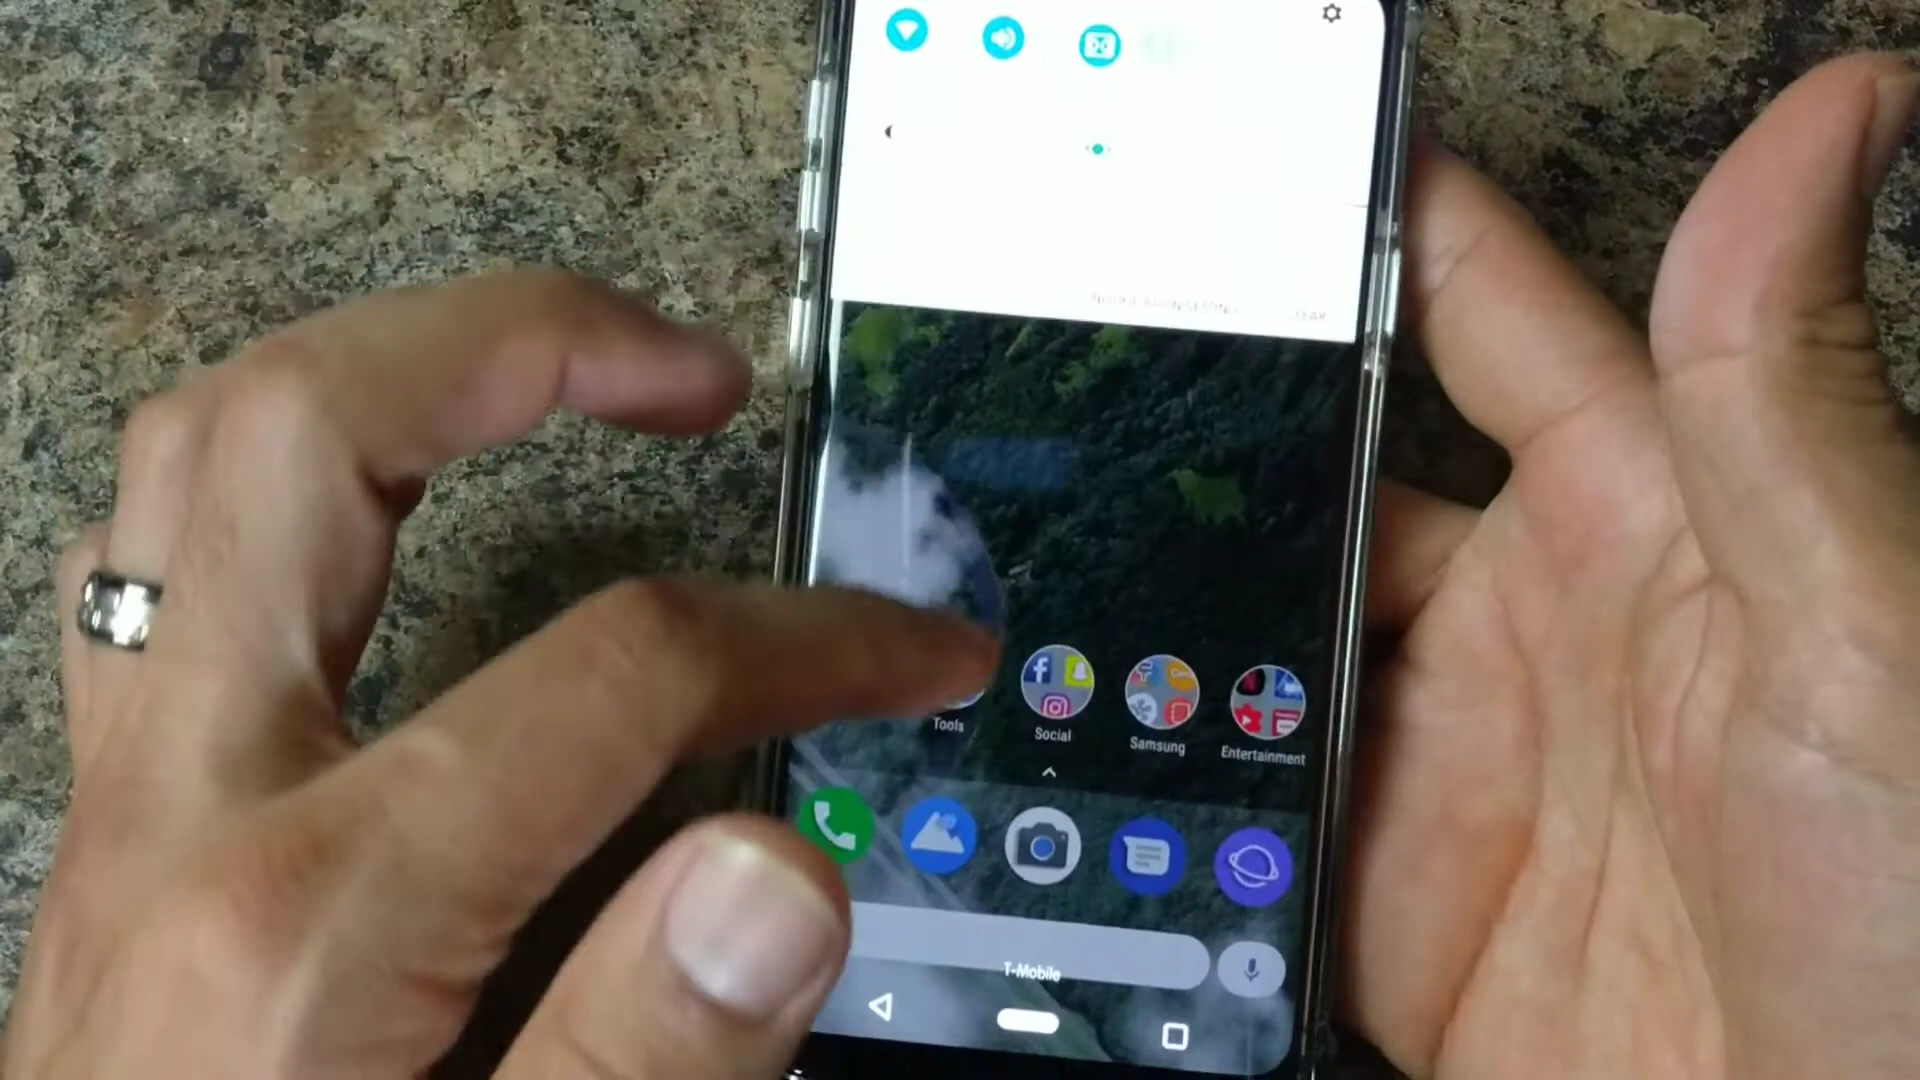 Tools
Social
Samsung
Entertainment
T-Mobile